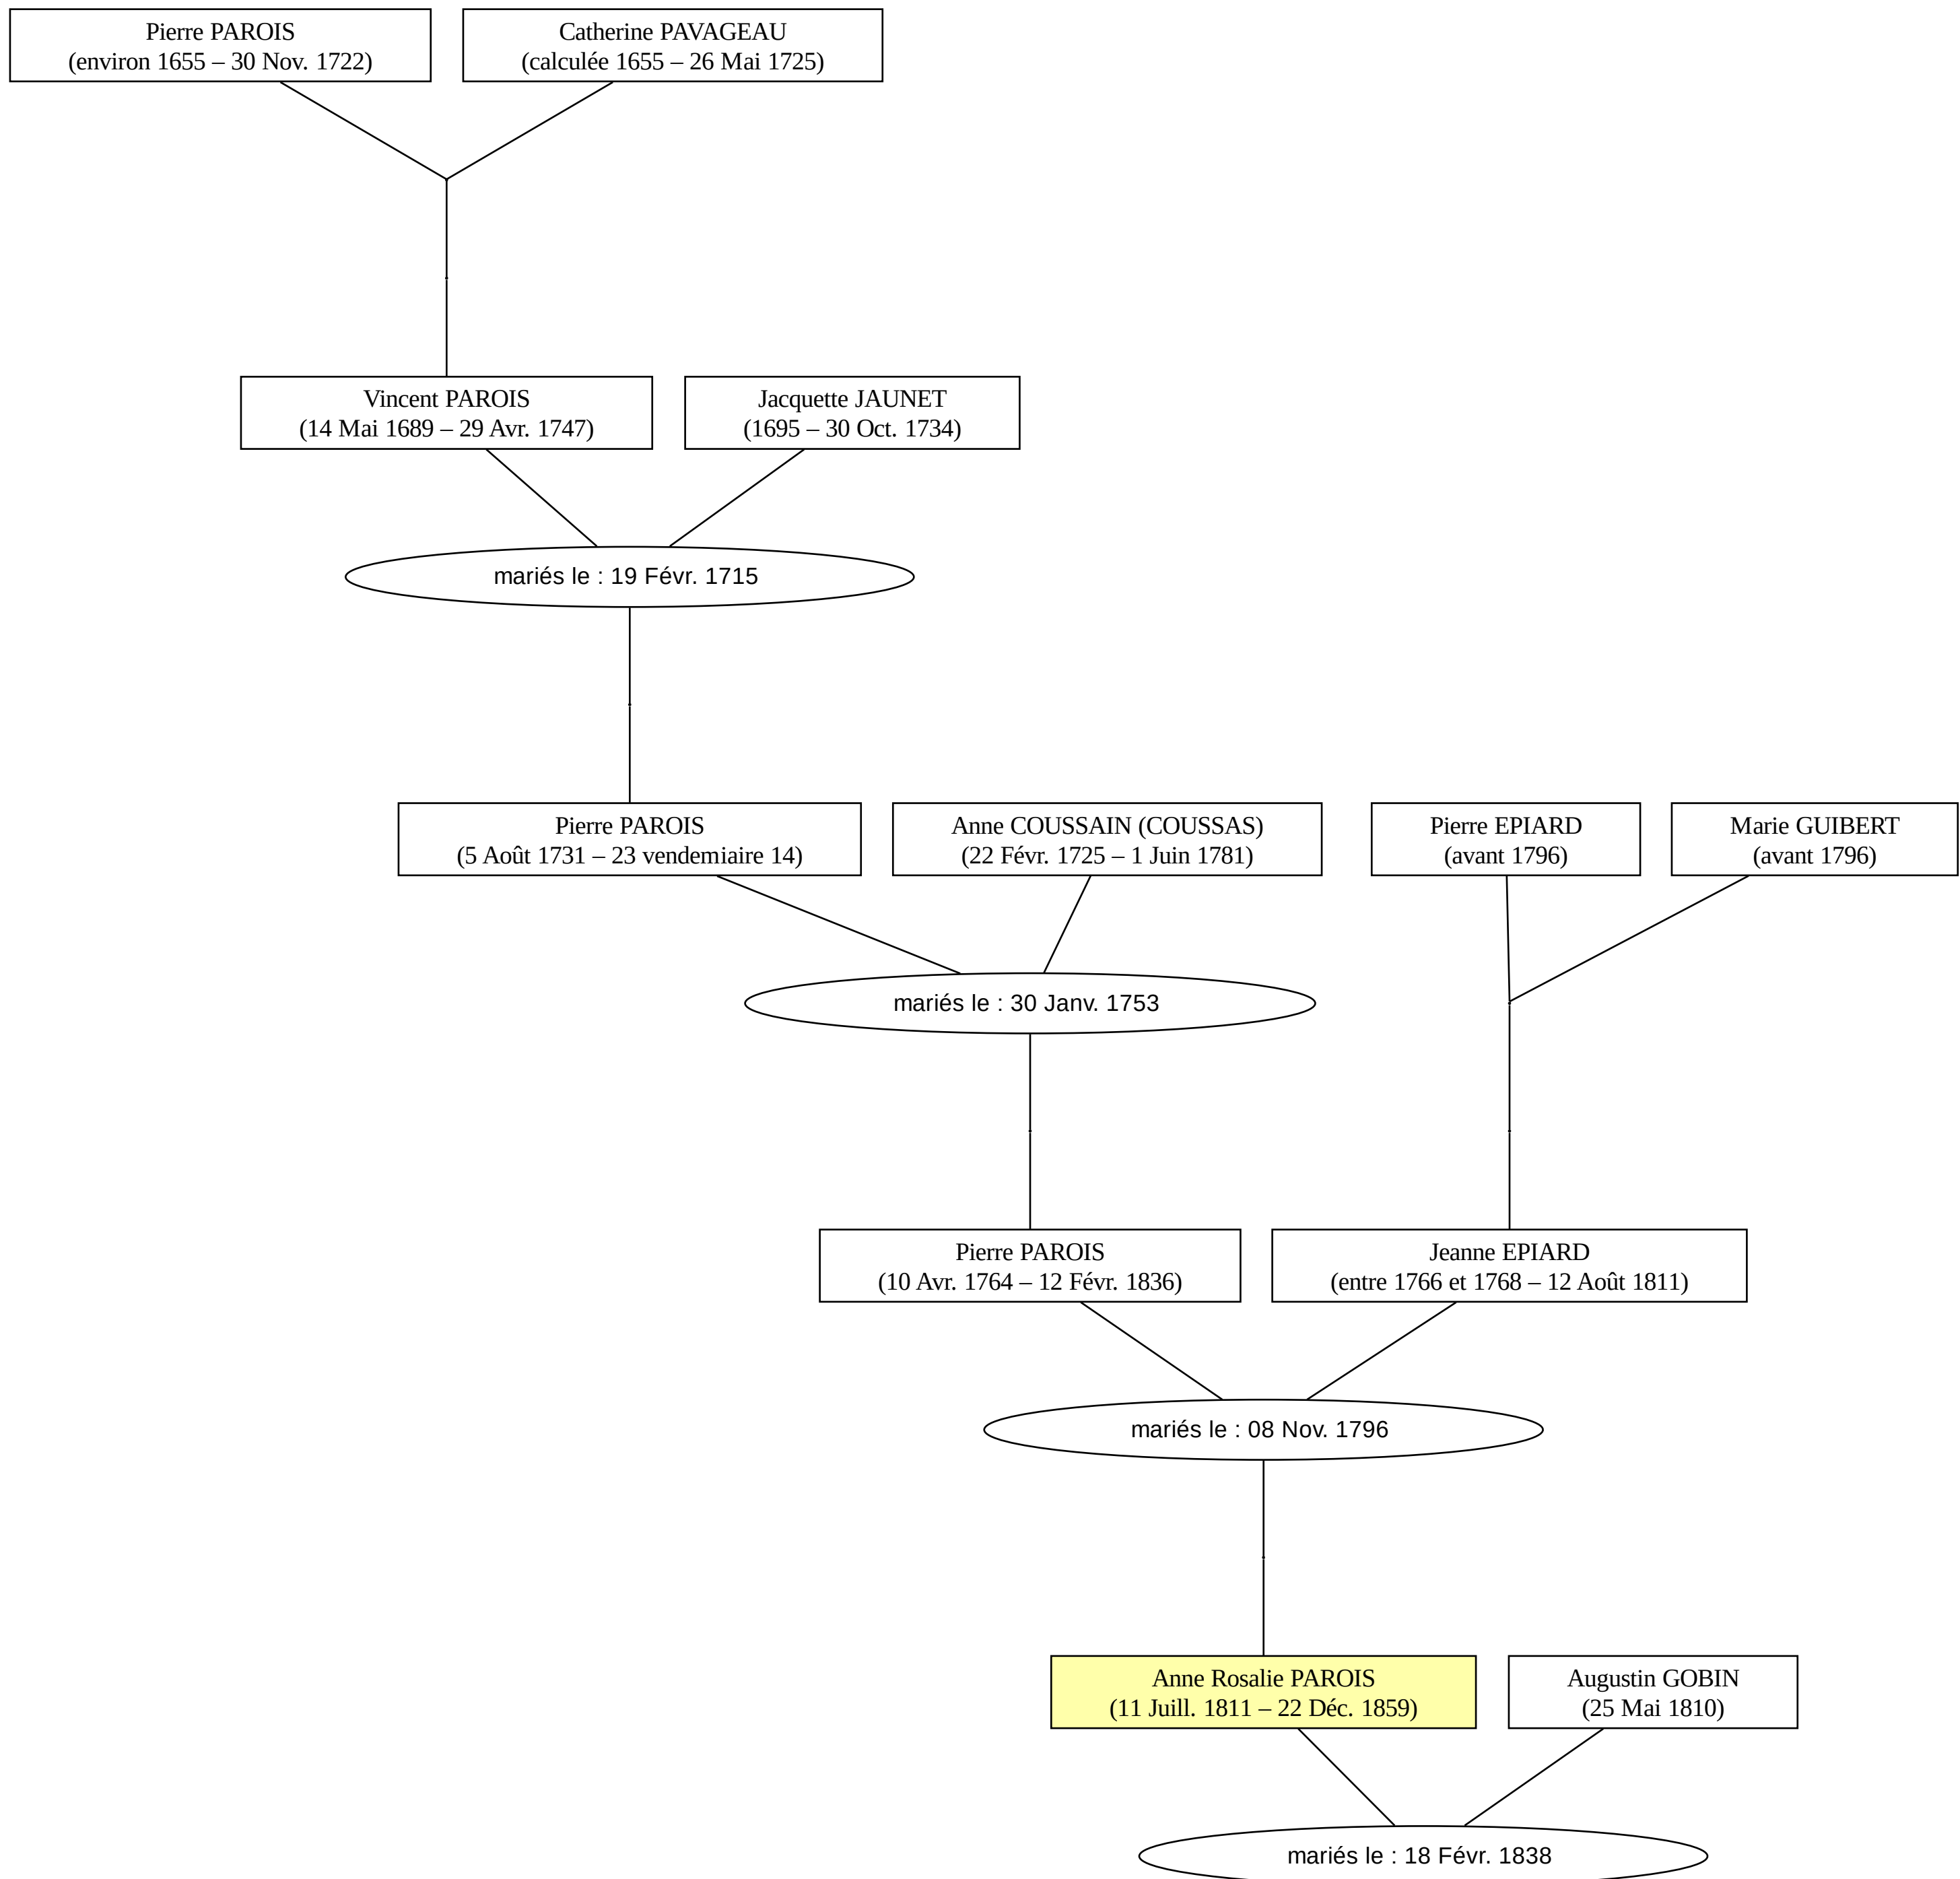 Pierre PAROIS
(environ 1655 – 30 Nov. 1722)
Catherine PAVAGEAU
(calculée 1655 – 26 Mai 1725)
Vincent PAROIS
(14 Mai 1689 – 29 Avr. 1747)
Jacquette JAUNET
(1695 – 30 Oct. 1734)
mariés le : 19 Févr. 1715
Pierre PAROIS
(5 Août 1731 – 23 vendemiaire 14)
Anne COUSSAIN (COUSSAS)
(22 Févr. 1725 – 1 Juin 1781)
Pierre EPIARD
(avant 1796)
Marie GUIBERT
(avant 1796)
mariés le : 30 Janv. 1753
Pierre PAROIS
(10 Avr. 1764 – 12 Févr. 1836)
Jeanne EPIARD
(entre 1766 et 1768 – 12 Août 1811)
mariés le : 08 Nov. 1796
Anne Rosalie PAROIS
(11 Juill. 1811 – 22 Déc. 1859)
Augustin GOBIN
(25 Mai 1810)
mariés le : 18 Févr. 1838